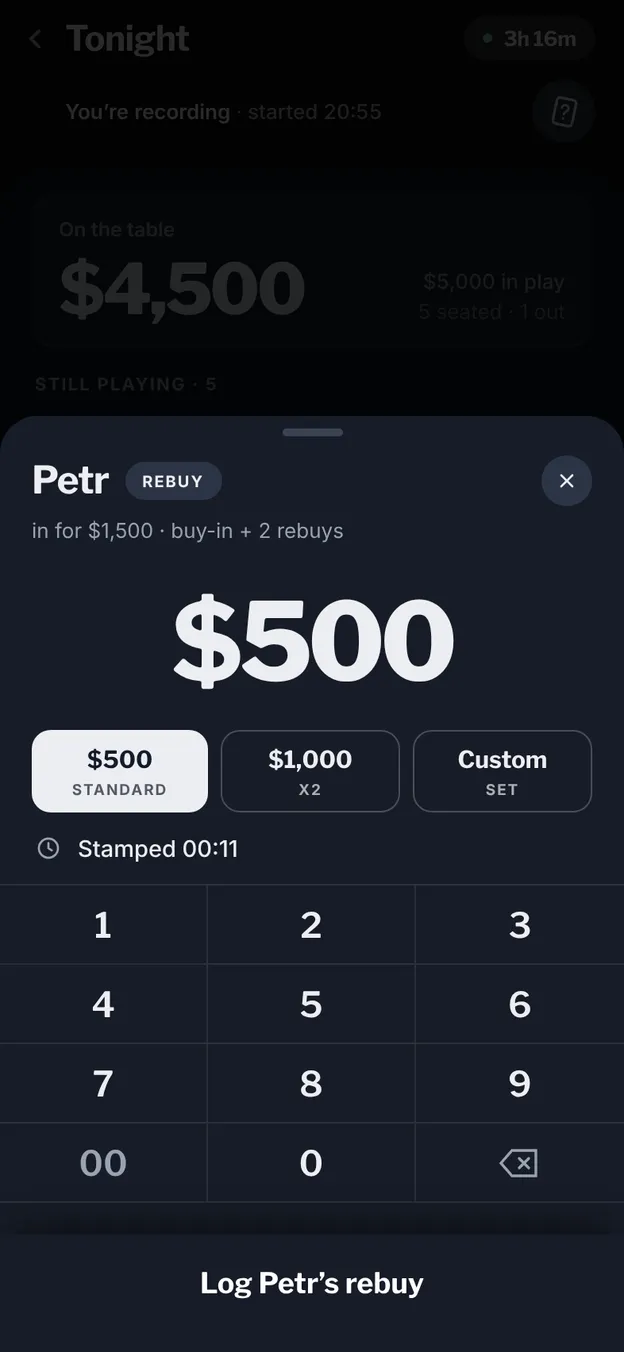 Tonight
3h 16m
You're recording · started 20:55
On the table
$4,500
$5,000 in play
5 seated · 1 out
STILL PLAYING · 5
Petr
REBUY
in for $1,500 · buy-in + 2 rebuys
$500
$500
STANDARD
$1,000
X2
Custom
SET
Stamped 00:11
1 2 3
4 5 6
7 8 9
00 0
Log Petr's rebuy